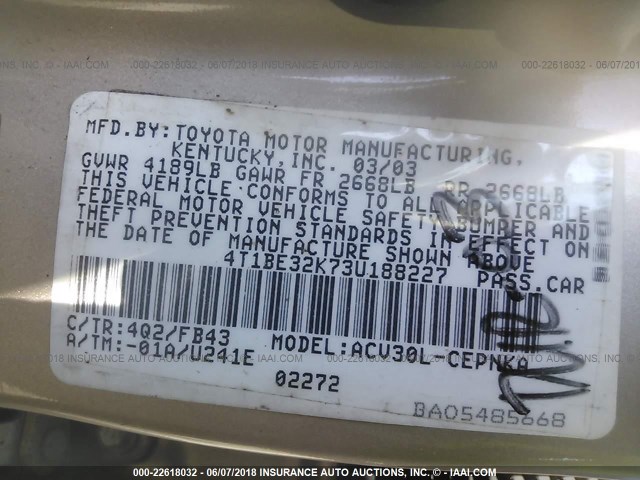 000-22618032 - 06/07/2018 INSURANCE AUTO AUCTIONS, INC. - © IAAI.COM
MFD.BY:TOYOTA MOTOR MANUFACTURING,
KENTUCKY,INC. 03/03
GVWR 4189LB GAWR FR 2668LB RR 2668LB
THIS VEHICLE CONFORMS TO ALL APPLICABLE
FEDERAL MOTOR VEHICLE SAFETY BUMPER AND
THEFT PREVENTION STANDARDS IN EFFECT ON
THE DATE OF MANUFACTURE SHOWN ABOVE
4T1BE32K73U188227 PASS.CAR
C/TR:4Q2/FB43 MODEL:ACV30L-CEPNKA
A/TM:-01A/U241E
02272
BA05485668
000-22618032 - 06/07/2018 INSURANCE AUTO AUCTIONS, INC. - © IAAI.COM